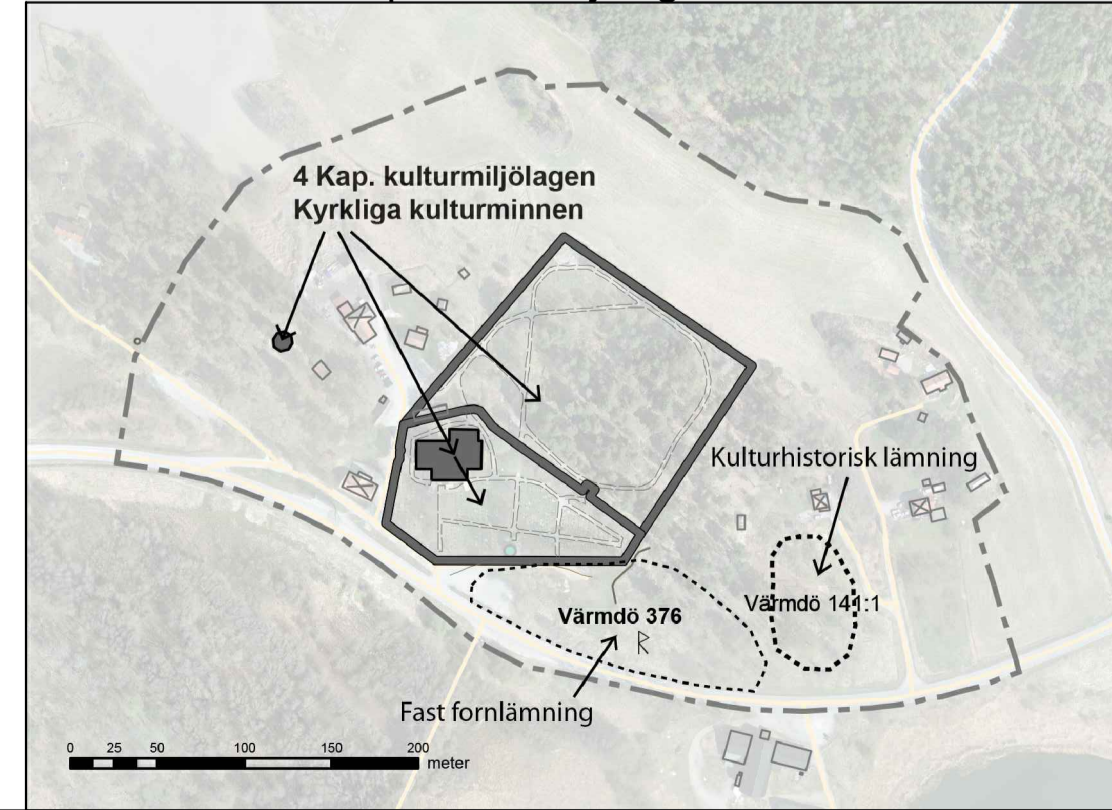 4 Kap. kulturmiljölagen
Kyrkliga kulturminnen
Kulturhistorisk lämning
Värmdö 141:1
Värmdö 376
Fast fornlämning
0 25 50 100 150 200
meter